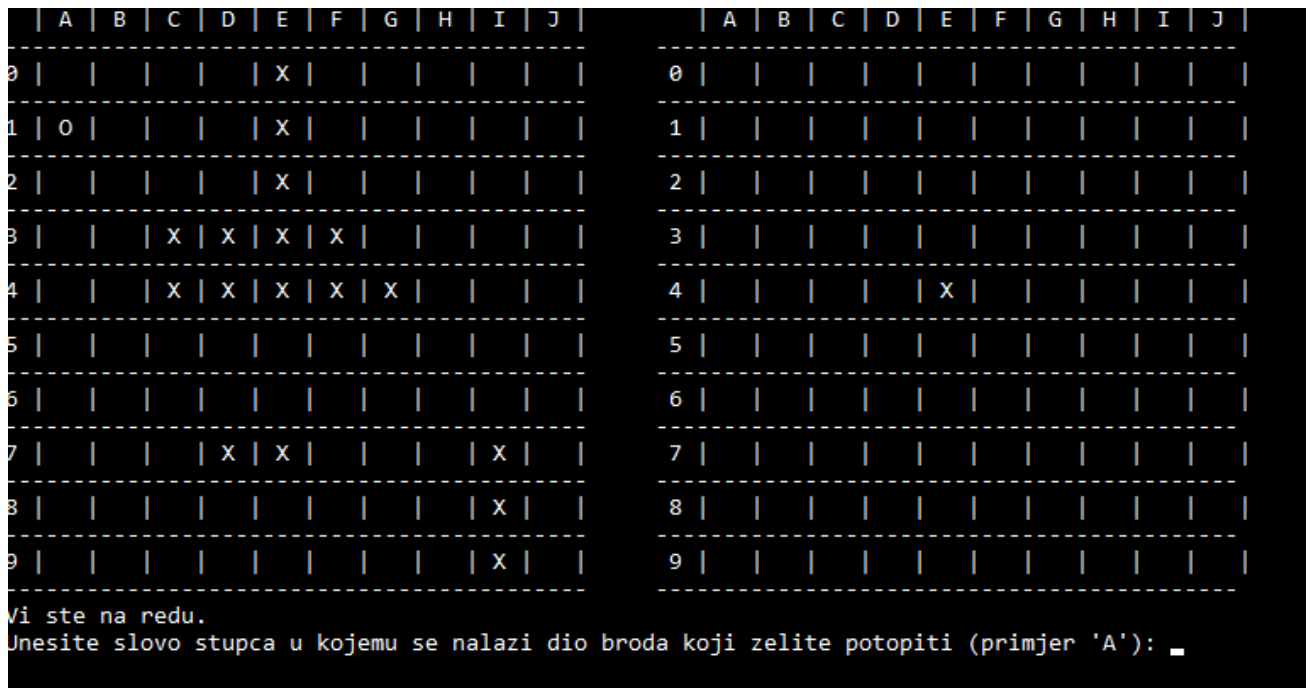 | A | B | C | D | E | F | G | H | I | J |         | A | B | C | D | E | F | G | H | I | J |
-------------------------------------------     -------------------------------------------
0 |   |   |   |   | X |   |   |   |   |   |      0 |   |   |   |   |   |   |   |   |   |   |
-------------------------------------------     -------------------------------------------
1 | O |   |   |   | X |   |   |   |   |   |      1 |   |   |   |   |   |   |   |   |   |   |
-------------------------------------------     -------------------------------------------
2 |   |   |   |   | X |   |   |   |   |   |      2 |   |   |   |   |   |   |   |   |   |   |
-------------------------------------------     -------------------------------------------
3 |   |   | X | X | X | X |   |   |   |   |      3 |   |   |   |   |   |   |   |   |   |   |
-------------------------------------------     -------------------------------------------
4 |   |   | X | X | X | X | X |   |   |   |      4 |   |   |   |   | X |   |   |   |   |   |
-------------------------------------------     -------------------------------------------
5 |   |   |   |   |   |   |   |   |   |   |      5 |   |   |   |   |   |   |   |   |   |   |
-------------------------------------------     -------------------------------------------
6 |   |   |   |   |   |   |   |   |   |   |      6 |   |   |   |   |   |   |   |   |   |   |
-------------------------------------------     -------------------------------------------
7 |   |   |   | X | X |   |   |   | X |   |      7 |   |   |   |   |   |   |   |   |   |   |
-------------------------------------------     -------------------------------------------
8 |   |   |   |   |   |   |   |   | X |   |      8 |   |   |   |   |   |   |   |   |   |   |
-------------------------------------------     -------------------------------------------
9 |   |   |   |   |   |   |   |   | X |   |      9 |   |   |   |   |   |   |   |   |   |   |
-------------------------------------------     -------------------------------------------
Vi ste na redu.
Unesite slovo stupca u kojemu se nalazi dio broda koji zelite potopiti (primjer 'A'): _